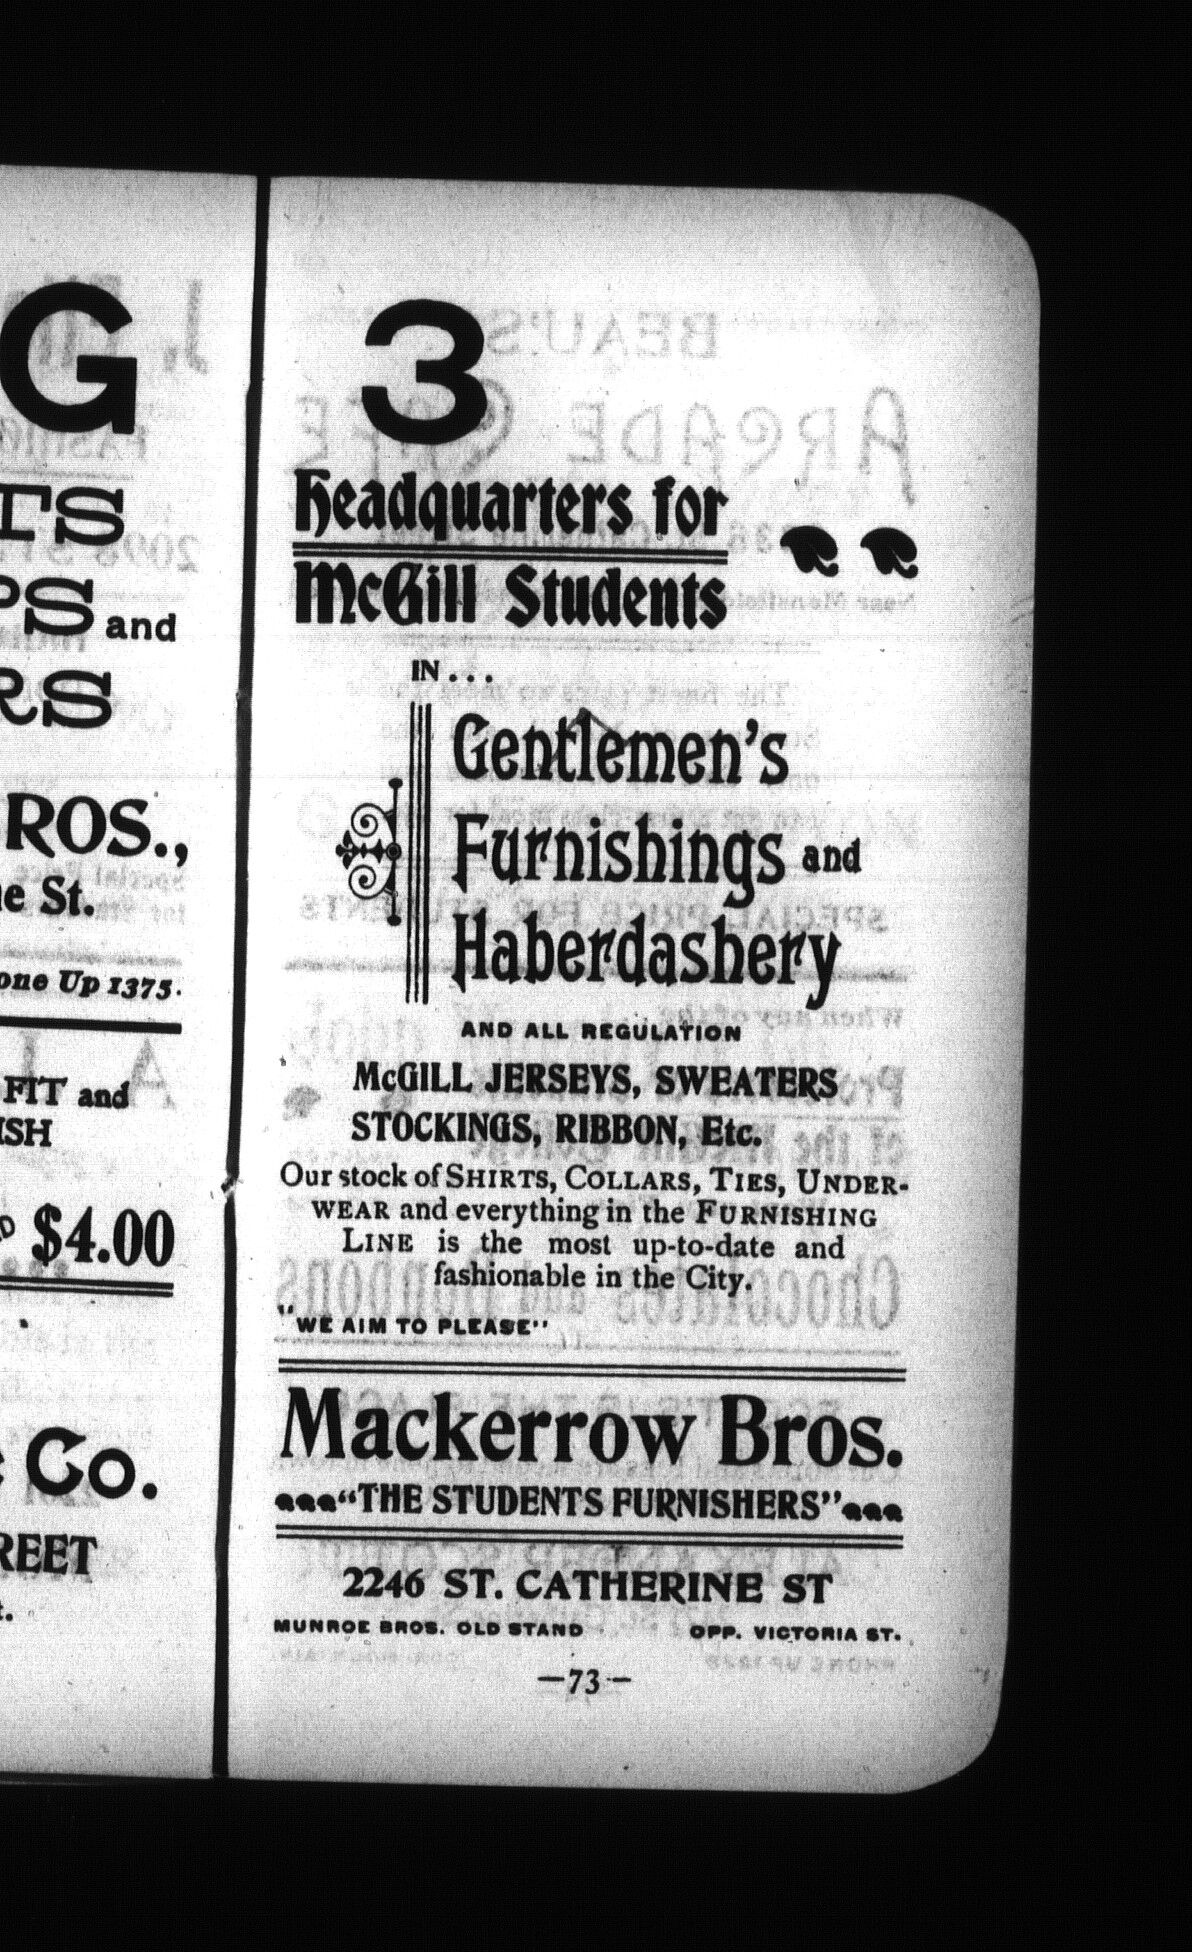 G
TS
PS and
RS
ROS.,
ne St.
one Up 1375.
FIT and
ISH
$4.00
Co.
REET
3
Headquarters for
McGill Students
IN...
Gentlemen's
Furnishings and
Haberdashery
AND ALL REGULATION
McGILL JERSEYS, SWEATERS
STOCKINGS, RIBBON, Etc.
Our stock of SHIRTS, COLLARS, TIES, UNDER-
WEAR and everything in the FURNISHING
LINE is the most up-to-date and
fashionable in the City.
"WE AIM TO PLEASE"
Mackerrow Bros.
"THE STUDENTS FURNISHERS"
2246 ST. CATHERINE ST
MUNROE BROS. OLD STAND OPP. VICTORIA ST.
—73—